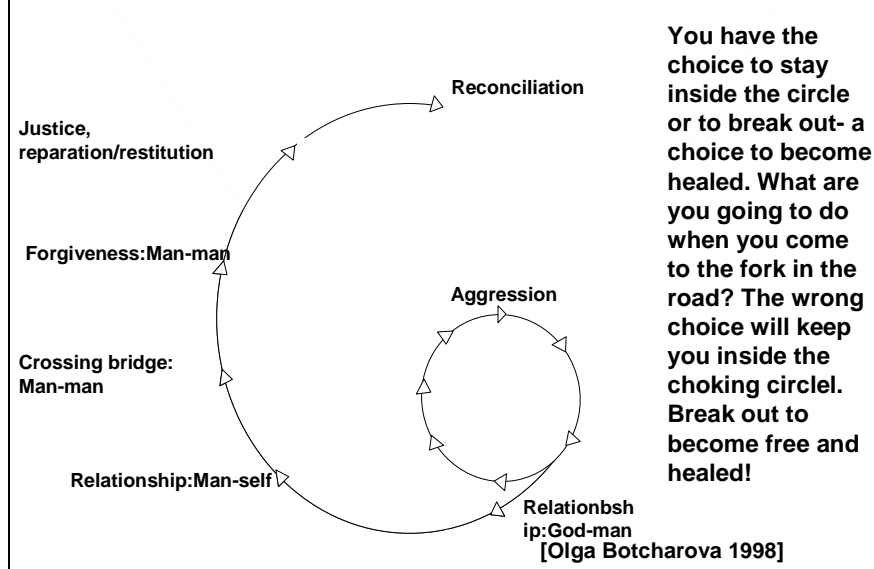 Reconciliation
Justice,
reparation/restitution
Forgiveness:Man-man
Aggression
Crossing bridge:
Man-man
Relationship:Man-self
Relationbsh
ip:God-man
[Olga Botcharova 1998]
You have the
choice to stay
inside the circle
or to break out- a
choice to become
healed. What are
you going to do
when you come
to the fork in the
road? The wrong
choice will keep
you inside the
choking circlel.
Break out to
become free and
healed!